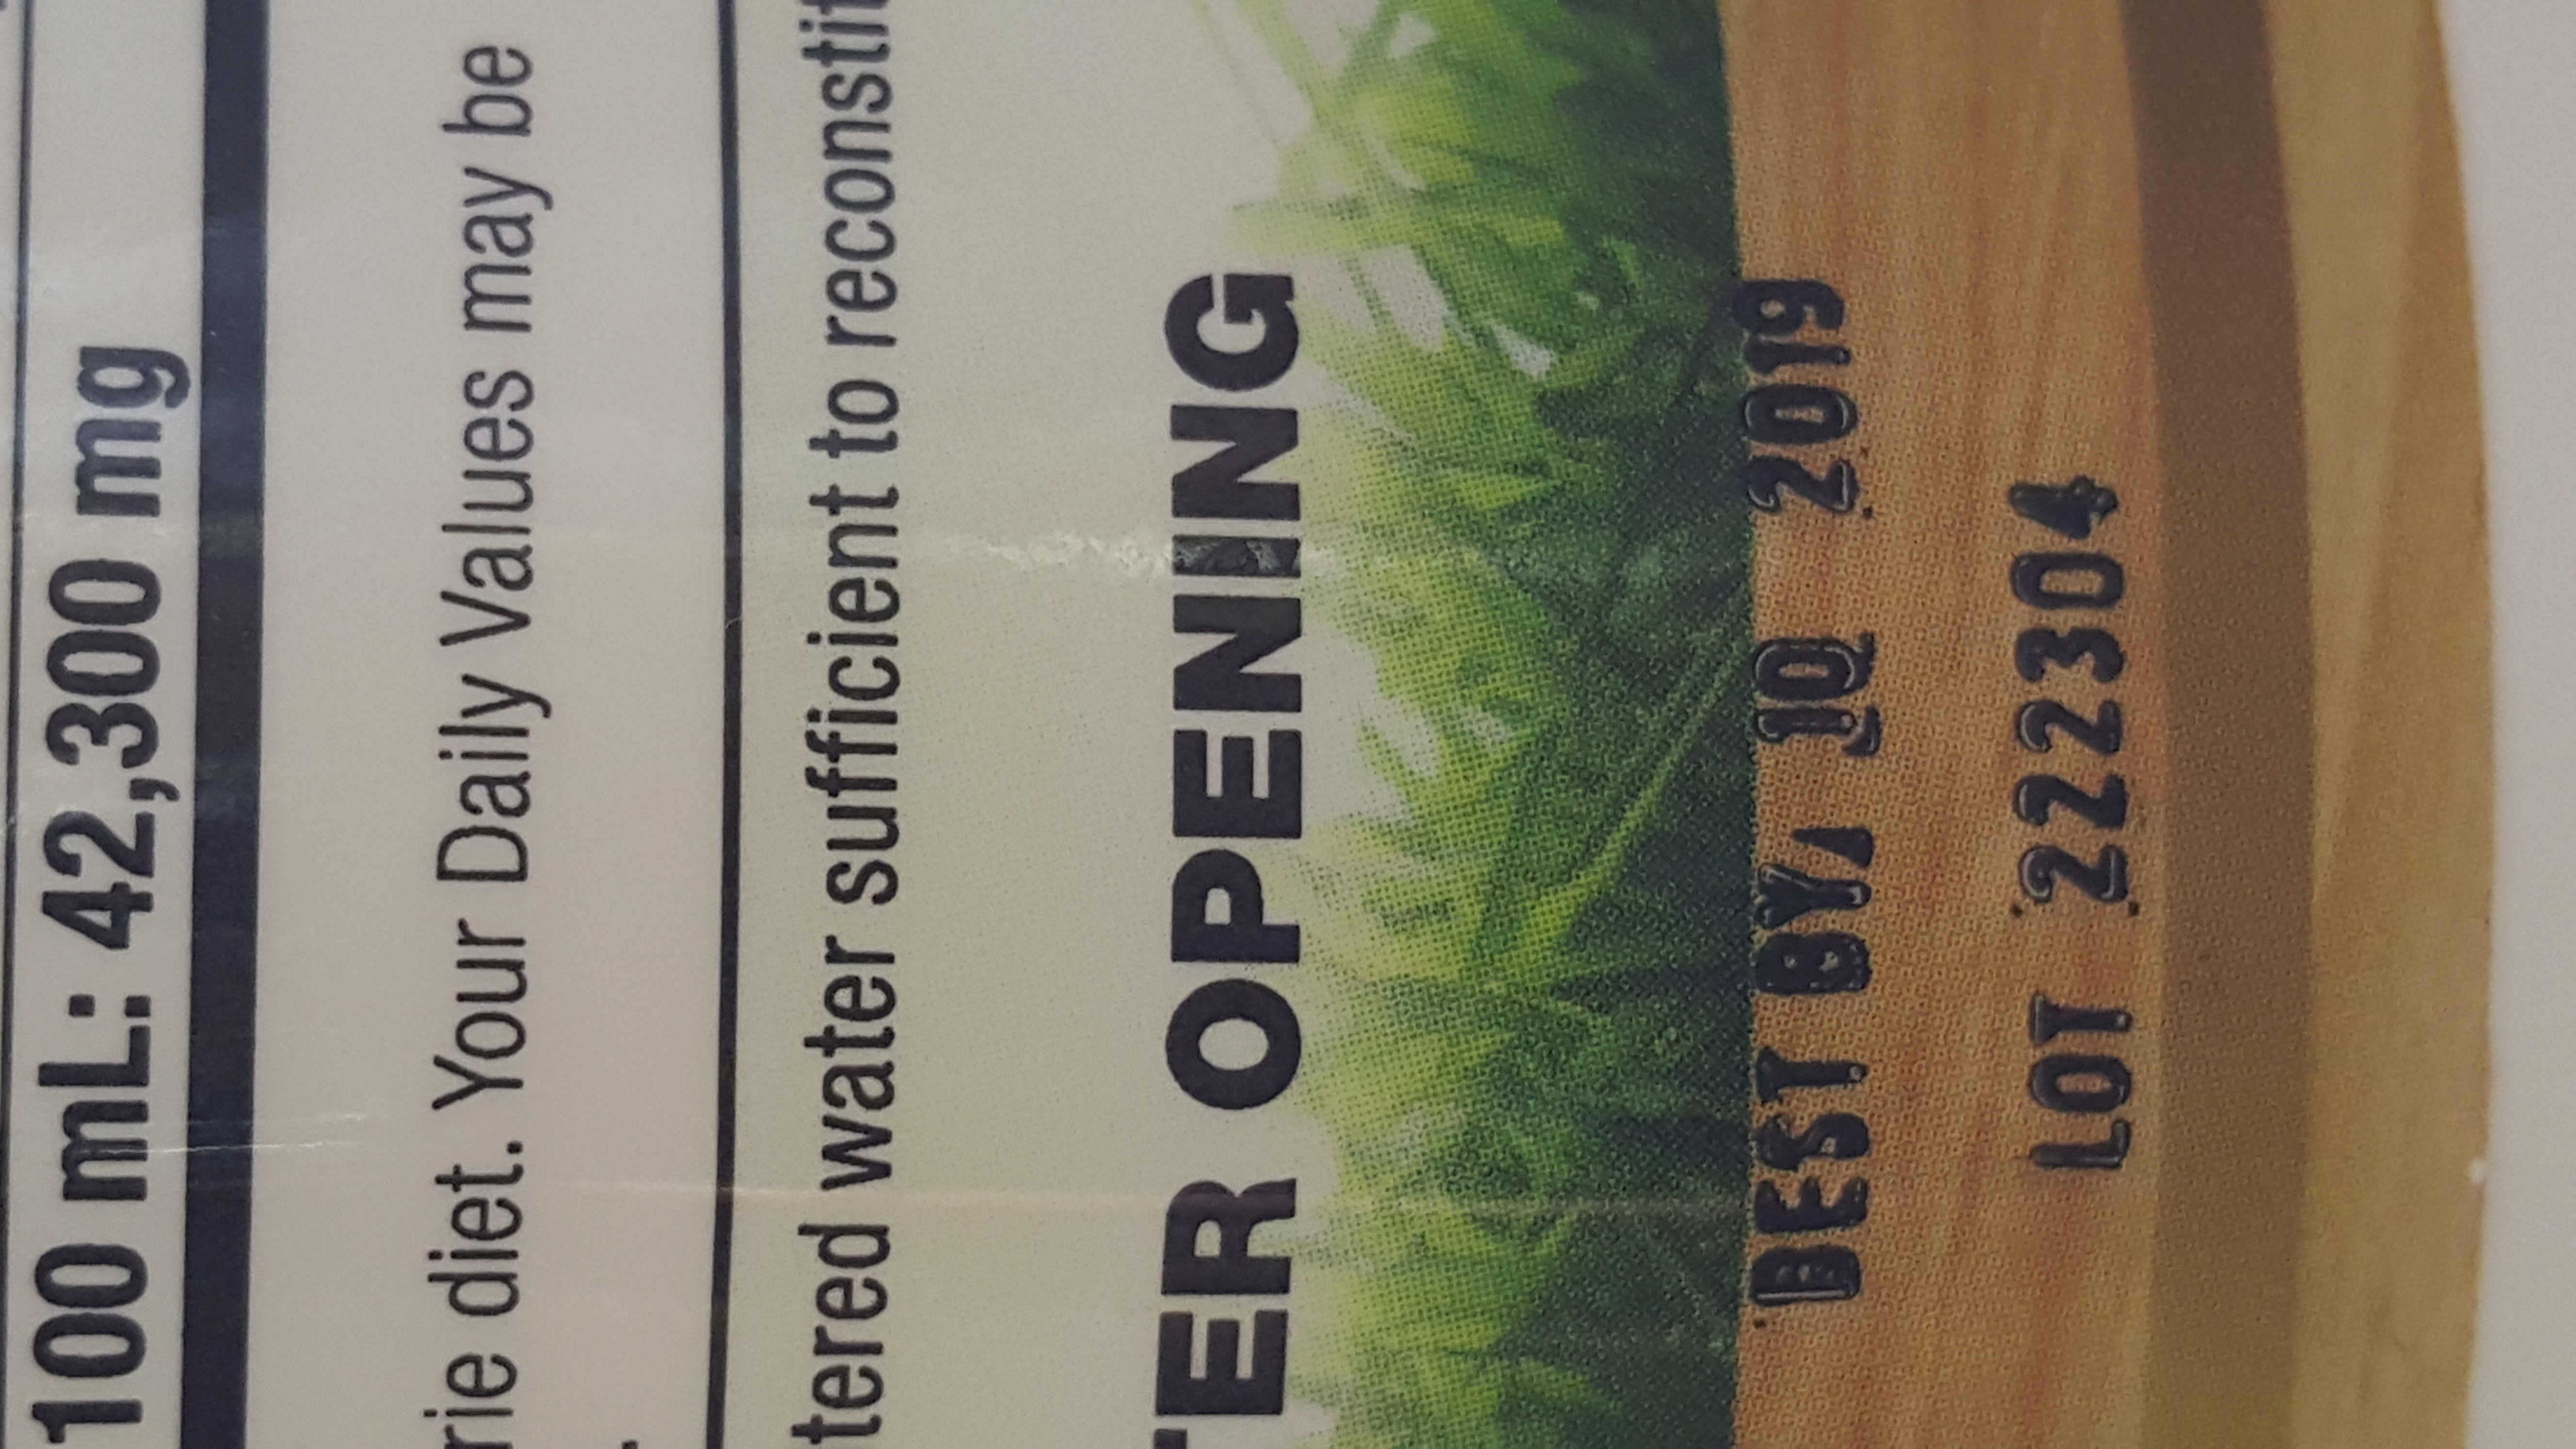 100 mL: 42,300 mg
rie diet. Your Daily Values may be
tered water sufficient to reconstit
TER OPENING
BEST BY, 1Q 2019
LOT 222304